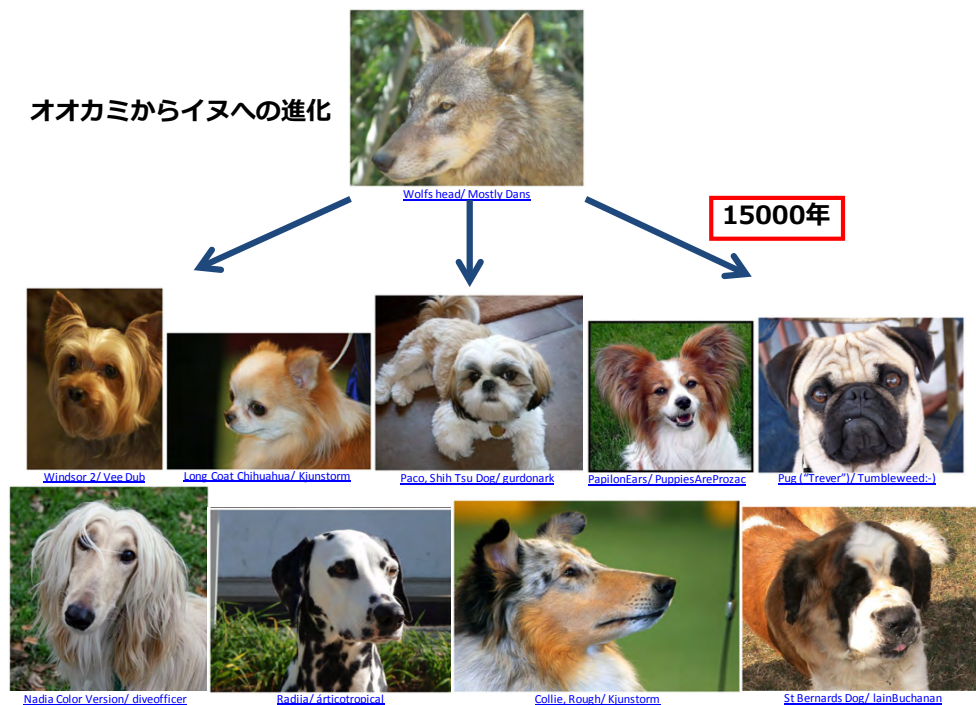 オオカミからイヌへの進化
Wolfs head/ Mostly Dans
15000年
Windsor 2/ Vee Dub
Long Coat Chihuahua/ Kjunstorm
Paco, Shih Tsu Dog/ gurdonark
PapilonEars/ PuppiesAreProzac
Pug ("Trever")/ Tumbleweed:-)
Nadia Color Version/ diveofficer
Radija/ árticotropical
Collie, Rough/ Kjunstorm
St Bernards Dog/ IainBuchanan